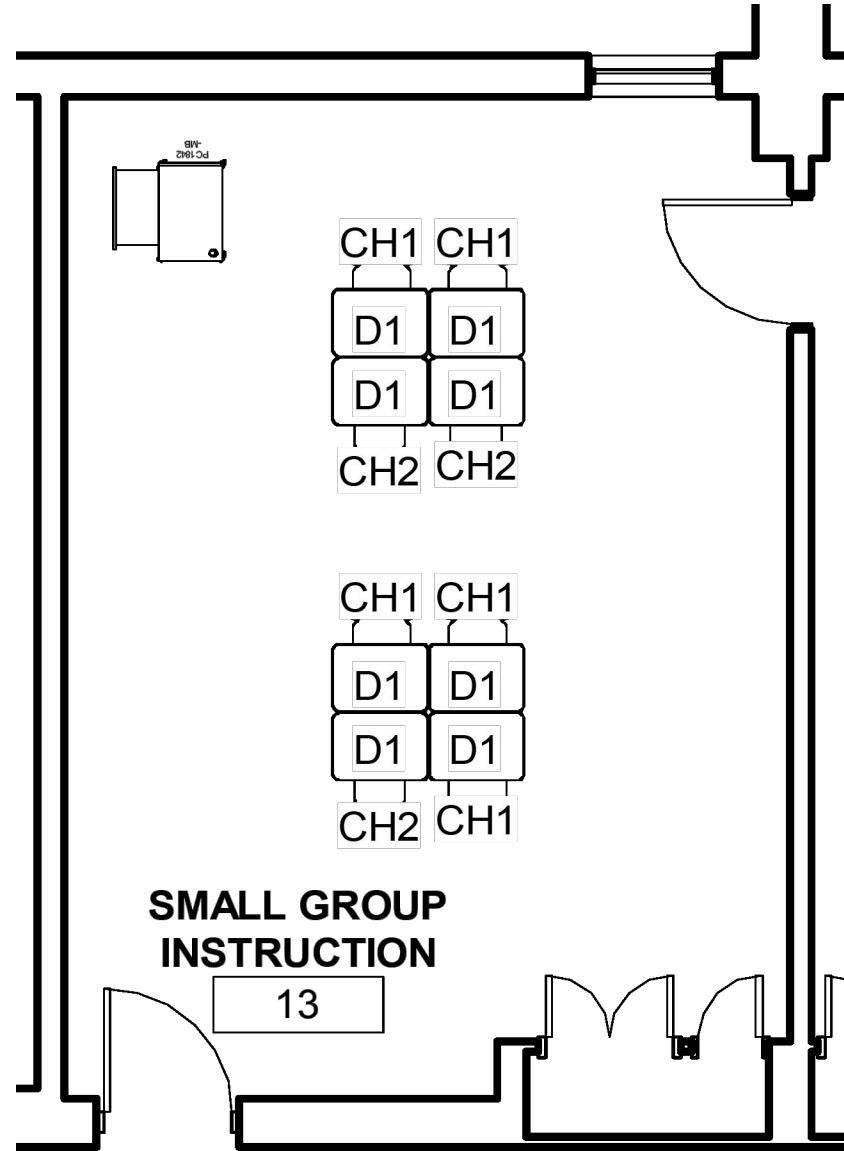 PC1842
-MB
CH1 CH1
D1 D1
D1 D1
CH2 CH2
CH1 CH1
D1 D1
D1 D1
CH2 CH1
SMALL GROUP
INSTRUCTION
13